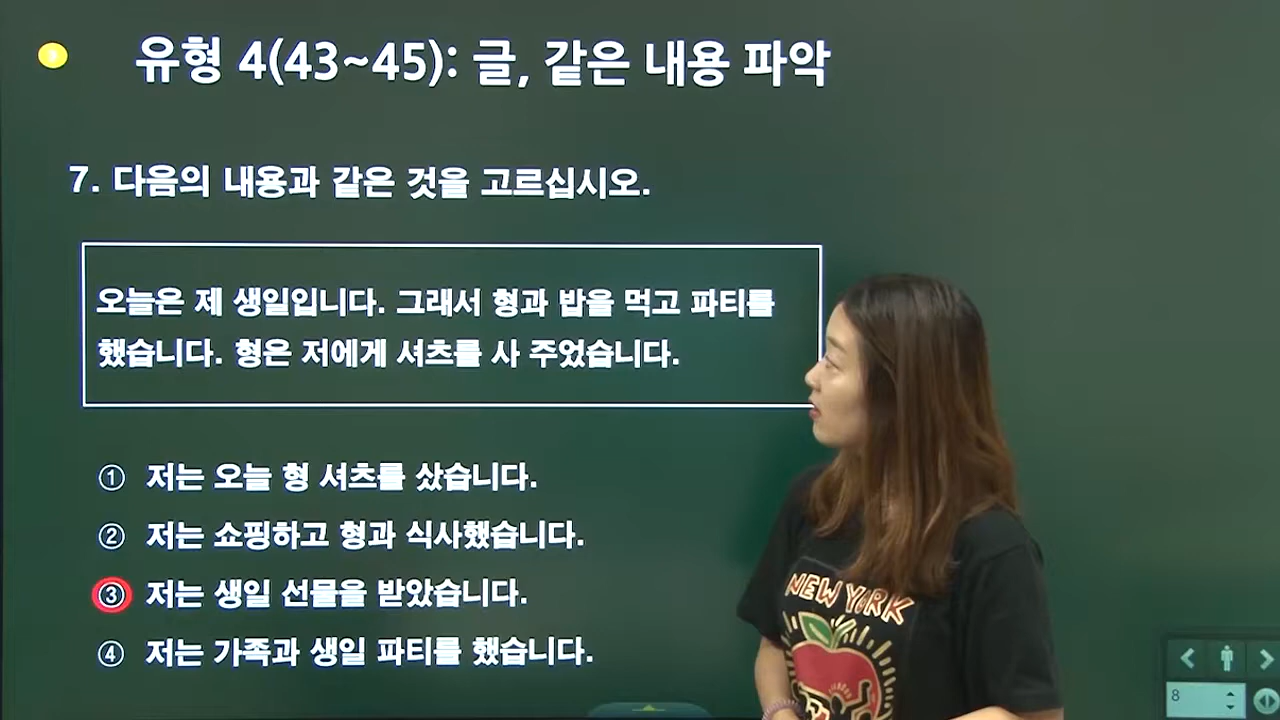 유형 4(43~45): 글, 같은 내용 파악
7. 다음의 내용과 같은 것을 고르십시오.
오늘은 제 생일입니다. 그래서 형과 밥을 먹고 파티를
했습니다. 형은 저에게 셔츠를 사 주었습니다.
① 저는 오늘 형 셔츠를 샀습니다.
② 저는 쇼핑하고 형과 식사했습니다.
③ 저는 생일 선물을 받았습니다.
④ 저는 가족과 생일 파티를 했습니다.
NEW YORK
8